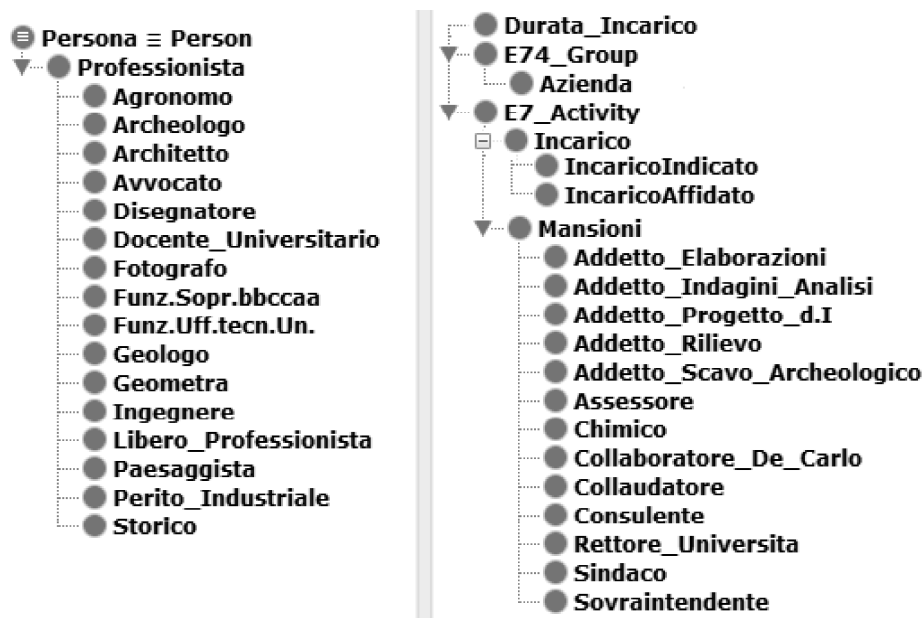 Persona ≡ Person
Professionista
Agronomo
Archeologo
Architetto
Avvocato
Disegnatore
Docente_Universitario
Fotografo
Funz.Sopr.bbccaa
Funz.Uff.tecn.Un.
Geologo
Geometra
Ingegnere
Libero_Professionista
Paesaggista
Perito_Industriale
Storico
Durata_Incarico
E74_Group
Azienda
E7_Activity
Incarico
IncaricoIndicato
IncaricoAffidato
Mansioni
Addetto_Elaborazioni
Addetto_Indagini_Analisi
Addetto_Progetto_d.I
Addetto_Rilievo
Addetto_Scavo_Archeologico
Assessore
Chimico
Collaboratore_De_Carlo
Collaudatore
Consulente
Rettore_Universita
Sindaco
Sovraintendente